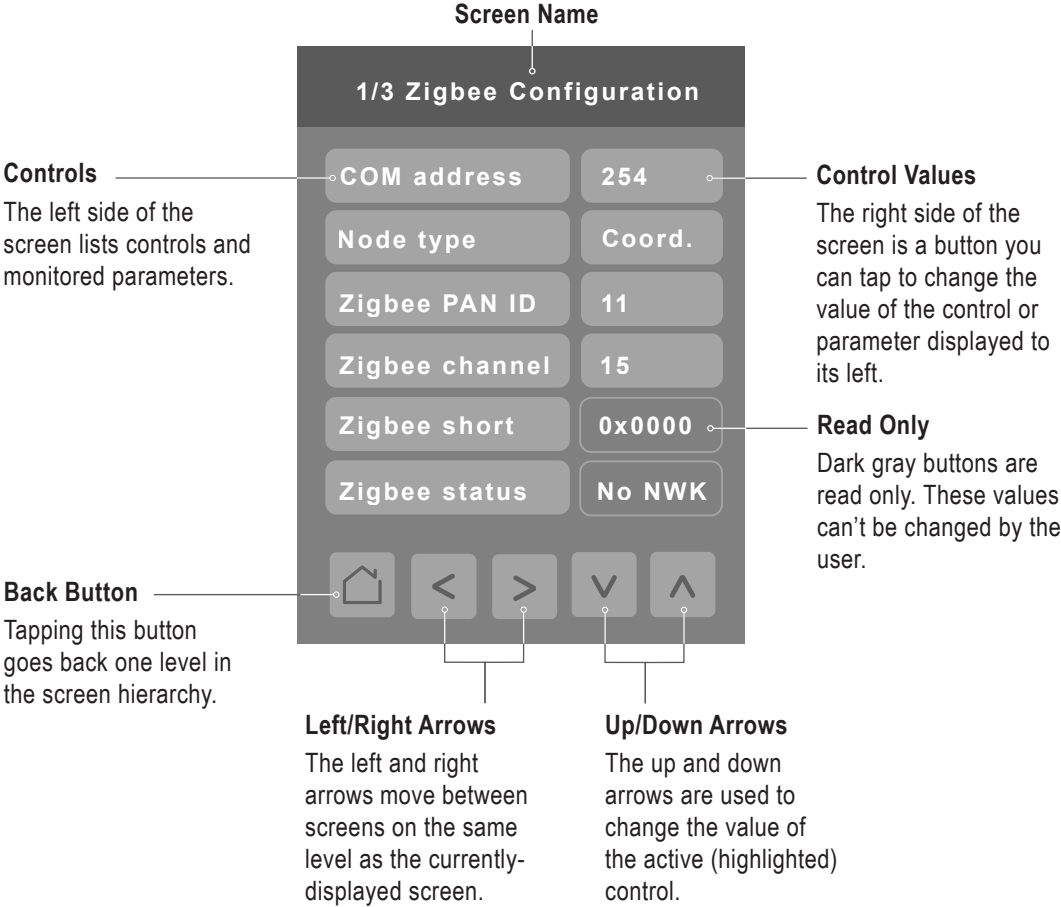 Screen Name
1/3 Zigbee Configuration
Controls
The left side of the
screen lists controls and
monitored parameters.
COM address 254
Node type Coord.
Zigbee PAN ID 11
Zigbee channel 15
Zigbee short 0x0000
Zigbee status No NWK
Control Values
The right side of the
screen is a button you
can tap to change the
value of the control or
parameter displayed to
its left.
Read Only
Dark gray buttons are
read only. These values
can’t be changed by the
user.
Back Button
Tapping this button
goes back one level in
the screen hierarchy.
< > v ʌ
Left/Right Arrows
The left and right
arrows move between
screens on the same
level as the currently-
displayed screen.
Up/Down Arrows
The up and down
arrows are used to
change the value of
the active (highlighted)
control.